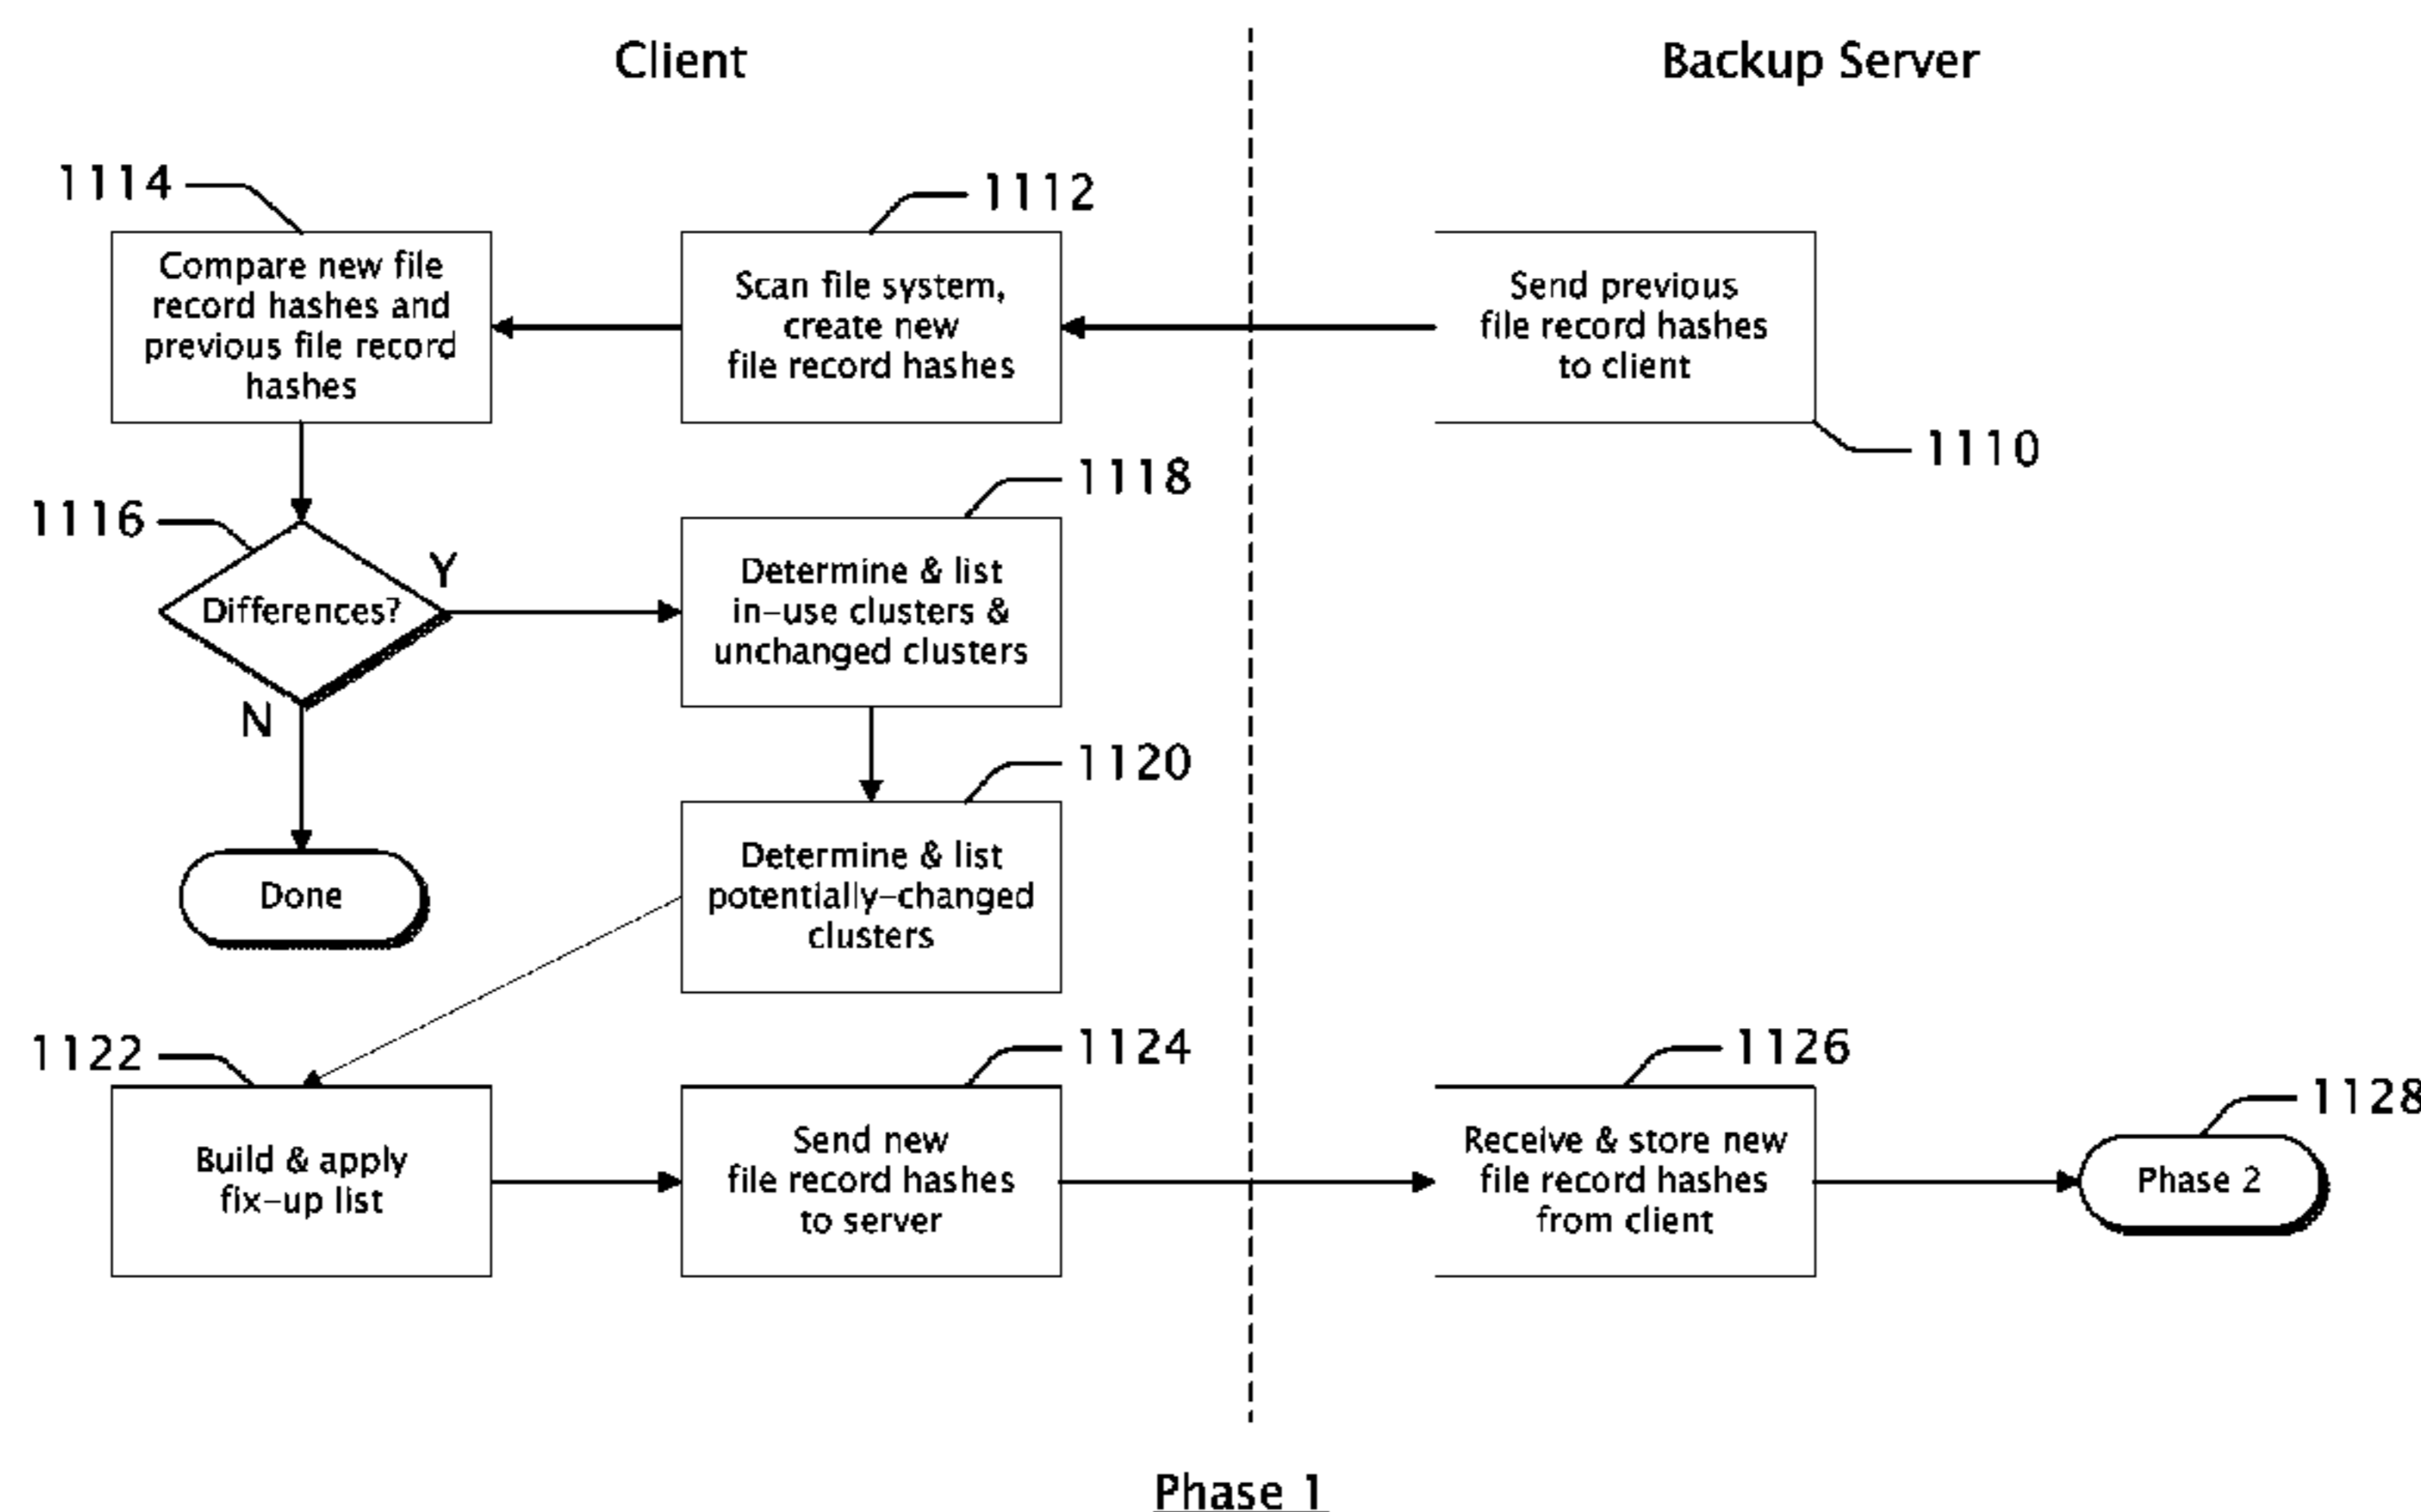 Client
Backup Server
1114
1112
Compare new file
record hashes and
previous file record
hashes
Scan file system,
create new
file record hashes
Send previous
file record hashes
to client
1110
1116
Differences?
Y
N
1118
Determine & list
in-use clusters &
unchanged clusters
1120
Determine & list
potentially-changed
clusters
Done
1122
Build & apply
fix-up list
1124
Send new
file record hashes
to server
1126
Receive & store new
file record hashes
from client
1128
Phase 2
Phase 1